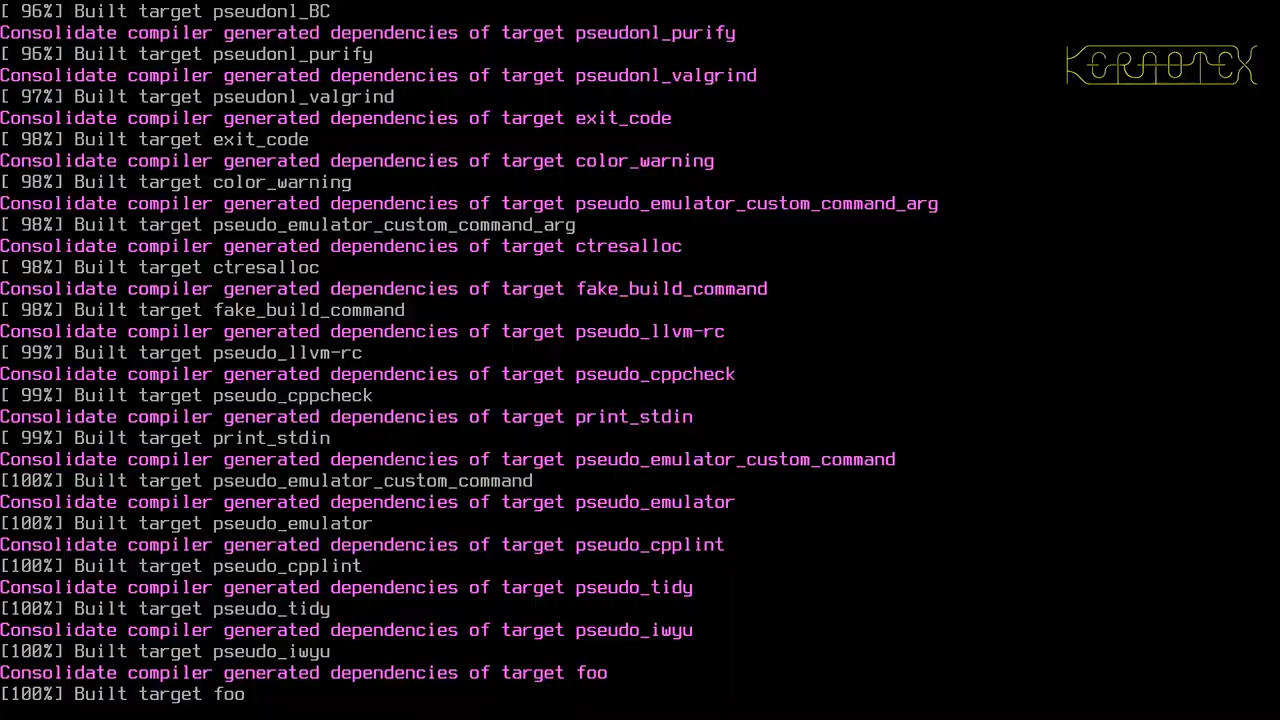 [ 96%] Built target pseudonl_BC
Consolidate compiler generated dependencies of target pseudonl_purify
[ 96%] Built target pseudonl_purify
Consolidate compiler generated dependencies of target pseudonl_valgrind
[ 97%] Built target pseudonl_valgrind
Consolidate compiler generated dependencies of target exit_code
[ 98%] Built target exit_code
Consolidate compiler generated dependencies of target color_warning
[ 98%] Built target color_warning
Consolidate compiler generated dependencies of target pseudo_emulator_custom_command_arg
[ 98%] Built target pseudo_emulator_custom_command_arg
Consolidate compiler generated dependencies of target ctresalloc
[ 98%] Built target ctresalloc
Consolidate compiler generated dependencies of target fake_build_command
[ 98%] Built target fake_build_command
Consolidate compiler generated dependencies of target pseudo_llvm-rc
[ 99%] Built target pseudo_llvm-rc
Consolidate compiler generated dependencies of target pseudo_cppcheck
[ 99%] Built target pseudo_cppcheck
Consolidate compiler generated dependencies of target print_stdin
[ 99%] Built target print_stdin
Consolidate compiler generated dependencies of target pseudo_emulator_custom_command
[100%] Built target pseudo_emulator_custom_command
Consolidate compiler generated dependencies of target pseudo_emulator
[100%] Built target pseudo_emulator
Consolidate compiler generated dependencies of target pseudo_cpplint
[100%] Built target pseudo_cpplint
Consolidate compiler generated dependencies of target pseudo_tidy
[100%] Built target pseudo_tidy
Consolidate compiler generated dependencies of target pseudo_iwyu
[100%] Built target pseudo_iwyu
Consolidate compiler generated dependencies of target foo
[100%] Built target foo